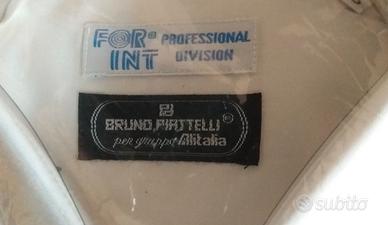 FOR® PROFESSIONAL
INT DIVISION
BRUNO PIATTELLI®
per gruppo Alitalia
subito